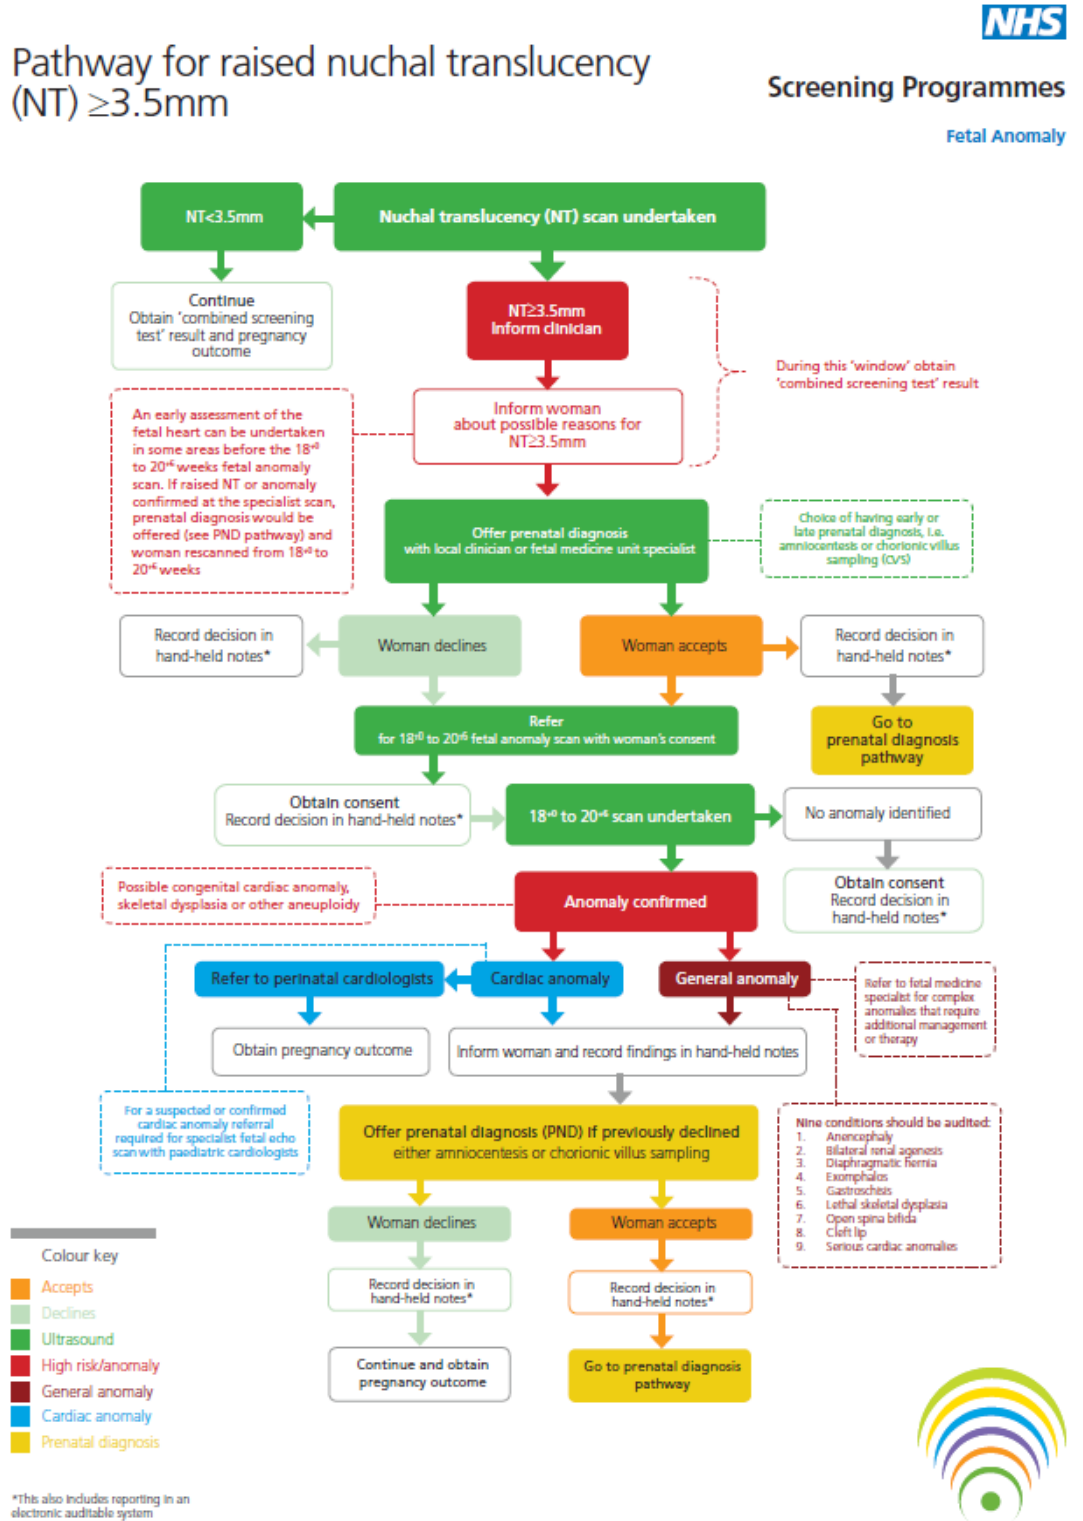 NHS
Pathway for raised nuchal translucency
(NT) ≥3.5mm
Screening Programmes
Fetal Anomaly
NT<3.5mm
Nuchal translucency (NT) scan undertaken
Continue
Obtain ‘combined screening
test’ result and pregnancy
outcome
NT≥3.5mm
Inform clinician
During this ‘window’ obtain
‘combined screening test’ result
Inform woman
about possible reasons for
NT≥3.5mm
An early assessment of the
fetal heart can be undertaken
in some areas before the 18⁺⁰
to 20⁺⁶ weeks fetal anomaly
scan. If raised NT or anomaly
confirmed at the specialist scan,
prenatal diagnosis would be
offered (see PND pathway) and
woman rescanned from 18⁺⁰ to
20⁺⁶ weeks
Offer prenatal diagnosis
with local clinician or fetal medicine unit specialist
Choice of having early or
late prenatal diagnosis, i.e.
amniocentesis or chorionic villus
sampling (CVS)
Record decision in
hand-held notes*
Woman declines
Woman accepts
Record decision in
hand-held notes*
Refer
for 18⁺⁰ to 20⁺⁶ fetal anomaly scan with woman’s consent
Go to
prenatal diagnosis
pathway
Obtain consent
Record decision in hand-held notes*
18⁺⁰ to 20⁺⁶ scan undertaken
No anomaly identified
Obtain consent
Record decision in
hand-held notes*
Possible congenital cardiac anomaly,
skeletal dysplasia or other aneuploidy
Anomaly confirmed
Refer to perinatal cardiologists
Cardiac anomaly
General anomaly
Refer to fetal medicine
specialist for complex
anomalies that require
additional management
or therapy
Obtain pregnancy outcome
Inform woman and record findings in hand-held notes
For a suspected or confirmed
cardiac anomaly referral
required for specialist fetal echo
scan with paediatric cardiologists
Offer prenatal diagnosis (PND) if previously declined
either amniocentesis or chorionic villus sampling
Nine conditions should be audited:
1. Anencephaly
2. Bilateral renal agenesis
3. Diaphragmatic hernia
4. Exomphalos
5. Gastroschisis
6. Lethal skeletal dysplasia
7. Open spina bifida
8. Cleft lip
9. Serious cardiac anomalies
Woman declines
Woman accepts
Record decision in
hand-held notes*
Record decision in
hand-held notes*
Continue and obtain
pregnancy outcome
Go to prenatal diagnosis
pathway
Colour key
Accepts
Declines
Ultrasound
High risk/anomaly
General anomaly
Cardiac anomaly
Prenatal diagnosis
*This also includes reporting in an
electronic auditable system